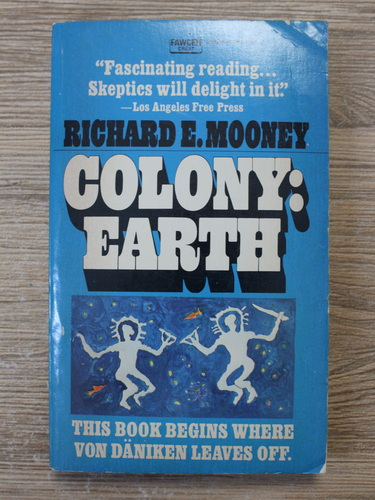 FAWCETT
CREST
“Fascinating reading...
Skeptics will delight in it.”
—Los Angeles Free Press
RICHARD E. MOONEY
COLONY:
EARTH
THIS BOOK BEGINS WHERE
VON DÄNIKEN LEAVES OFF.